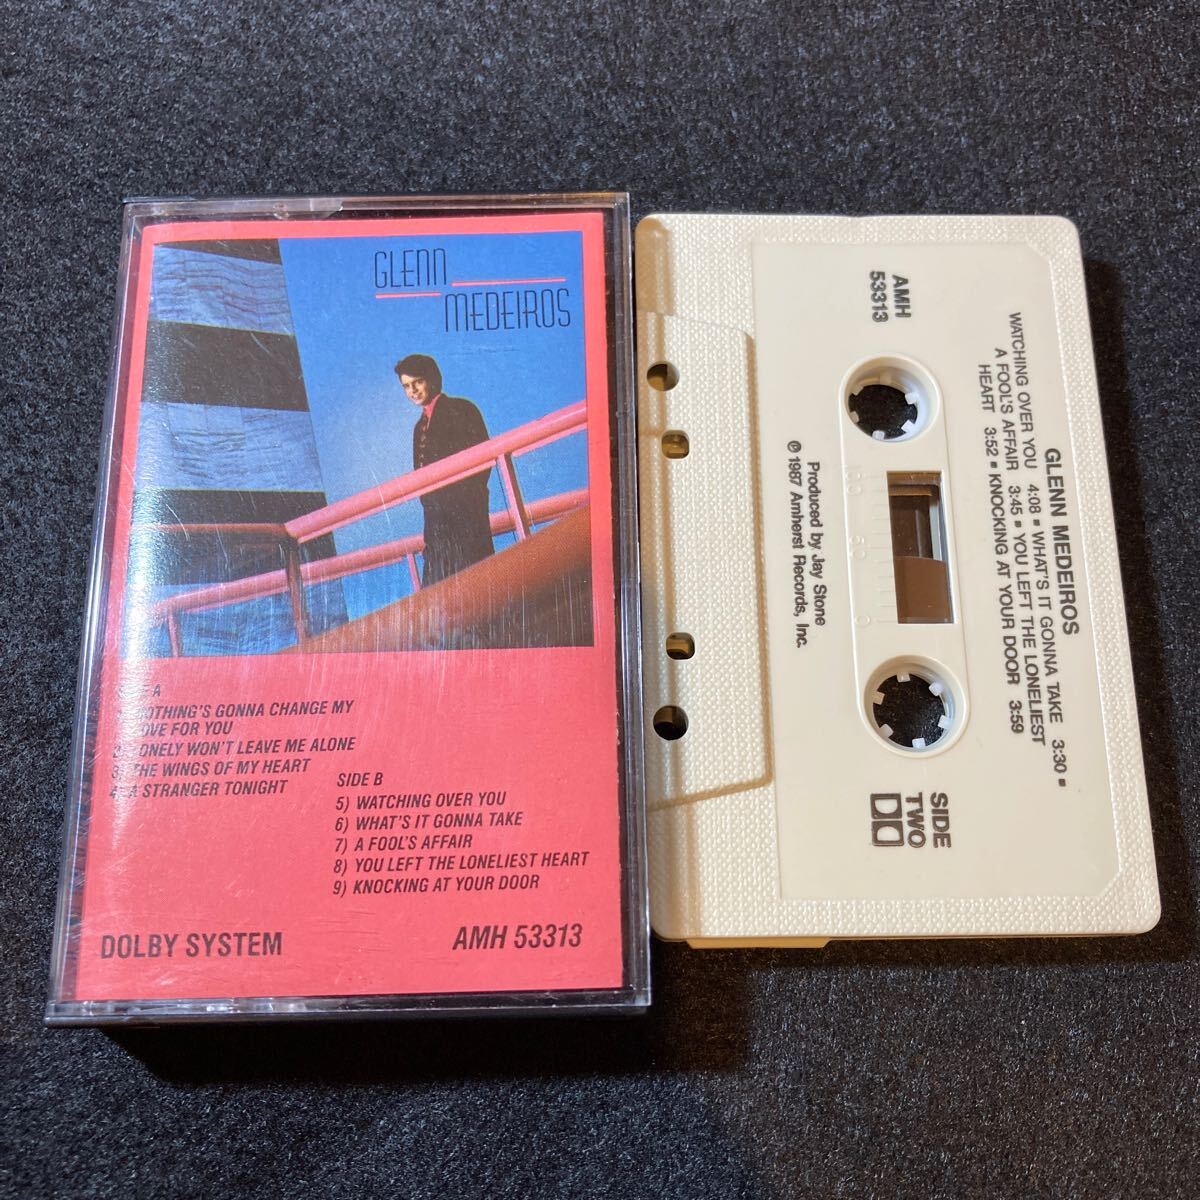 GLENN
MEDEIROS
SIDE A
1) NOTHING'S GONNA CHANGE MY
LOVE FOR YOU
2) LONELY WON'T LEAVE ME ALONE
3) THE WINGS OF MY HEART
4) A STRANGER TONIGHT
SIDE B
5) WATCHING OVER YOU
6) WHAT'S IT GONNA TAKE
7) A FOOL'S AFFAIR
8) YOU LEFT THE LONELIEST HEART
9) KNOCKING AT YOUR DOOR
DOLBY SYSTEM
AMH 53313
AMH
53313
GLENN MEDEIROS
WATCHING OVER YOU 4:08 ▪ WHAT'S IT GONNA TAKE 3:30 ▪
A FOOL'S AFFAIR 3:45 ▪ YOU LEFT THE LONELIEST
HEART 3:52 ▪ KNOCKING AT YOUR DOOR 3:59
SIDE
TWO
Produced by Jay Stone
℗ 1987 Amherst Records, Inc.